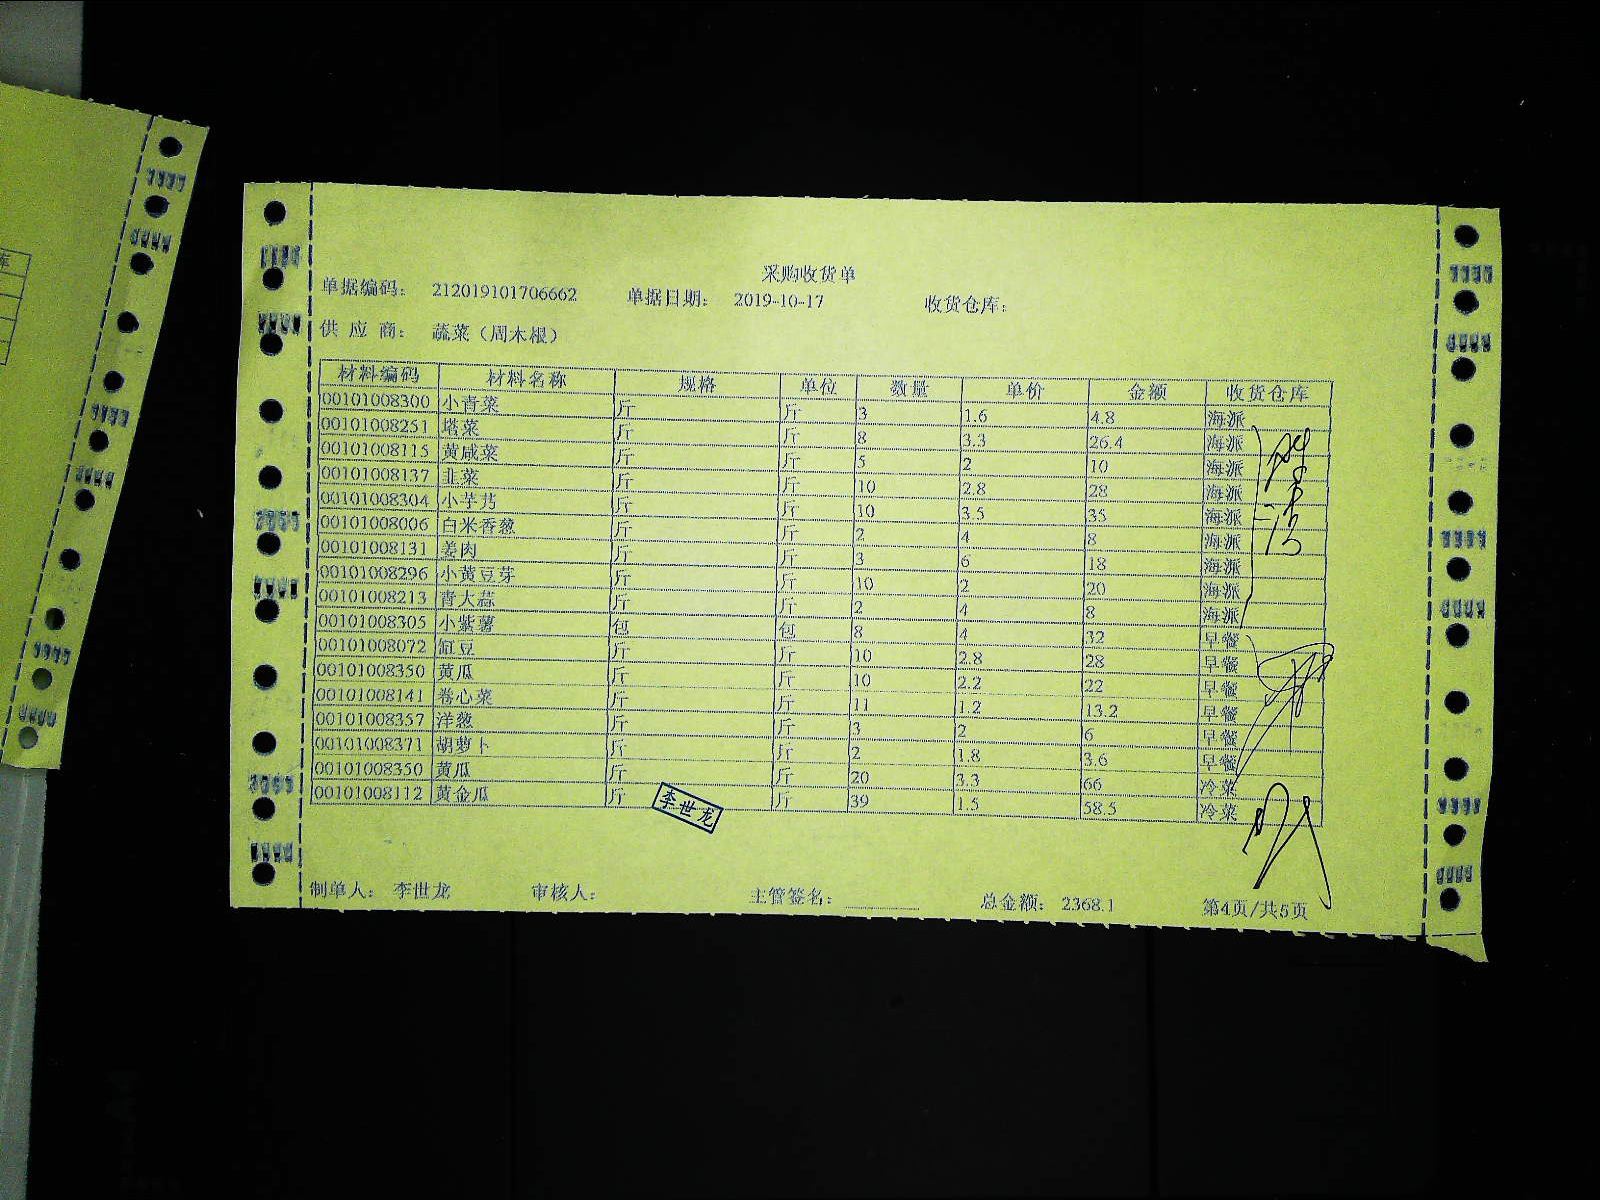 采购收货单
单据编码： 212019101706662 单据日期： 2019-10-17 收货仓库：
供 应 商： 蔬菜（周木根）
材料编码 材料名称 规格 单位 数量 单价 金额 收货仓库
00101008300 小青菜 斤 斤 3 1.6 4.8 海派
00101008251 塔菜 斤 斤 8 3.3 26.4 海派
00101008115 黄咸菜 斤 斤 5 2 10 海派
00101008137 韭菜 斤 斤 10 2.8 28 海派
00101008304 小芋艿 斤 斤 10 3.5 35 海派
00101008006 白米香葱 斤 斤 2 4 8 海派
00101008131 姜肉 斤 斤 3 6 18 海派
00101008296 小黄豆芽 斤 斤 10 2 20 海派
00101008213 青大蒜 斤 斤 2 4 8 海派
00101008305 小紫薯 包 包 8 4 32 早餐
00101008072 缸豆 斤 斤 10 2.8 28 早餐
00101008350 黄瓜 斤 斤 10 2.2 22 早餐
00101008141 卷心菜 斤 斤 11 1.2 13.2 早餐
00101008357 洋葱 斤 斤 3 2 6 早餐
00101008371 胡萝卜 斤 斤 2 1.8 3.6 早餐
00101008350 黄瓜 斤 斤 20 3.3 66 冷菜
00101008112 黄金瓜 斤 斤 39 1.5 58.5 冷菜
李世龙
制单人： 李世龙 审核人： 主管签名： 总金额： 2368.1 第4页/共5页